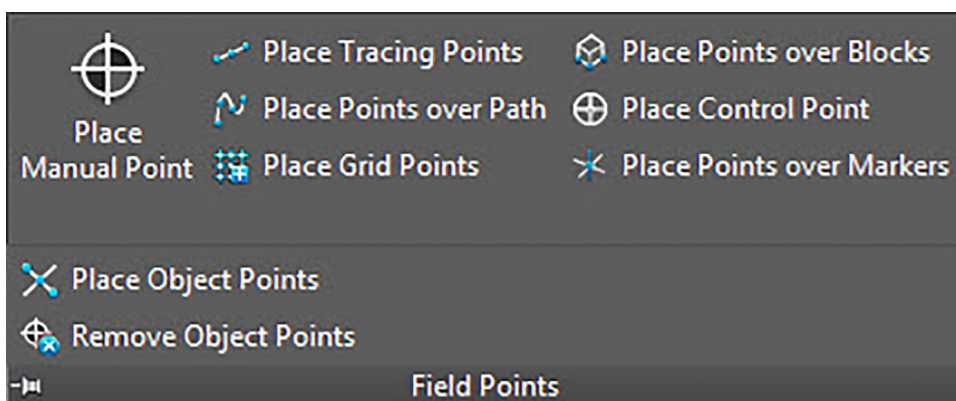 Place
Manual Point
Place Tracing Points
Place Points over Path
Place Grid Points
Place Points over Blocks
Place Control Point
Place Points over Markers
Place Object Points
Remove Object Points
Field Points